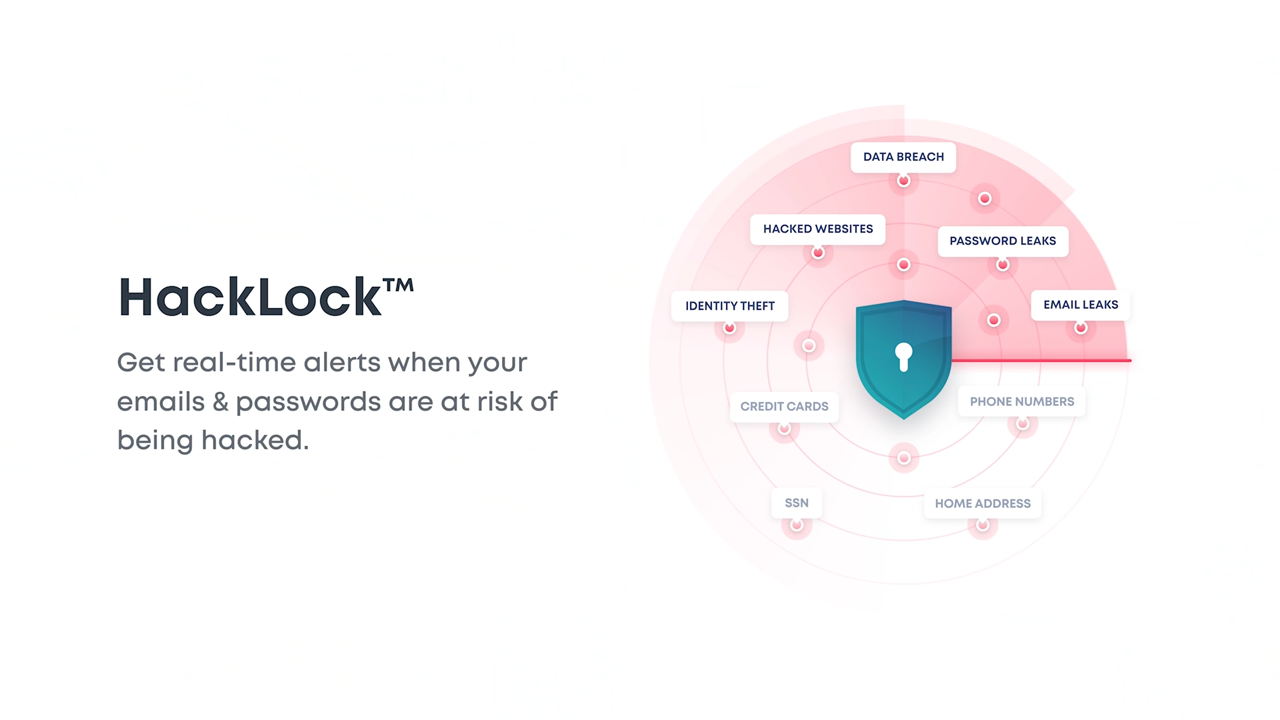 HackLock™
Get real-time alerts when your
emails & passwords are at risk of
being hacked.
DATA BREACH
HACKED WEBSITES
PASSWORD LEAKS
IDENTITY THEFT
EMAIL LEAKS
CREDIT CARDS
PHONE NUMBERS
SSN
HOME ADDRESS